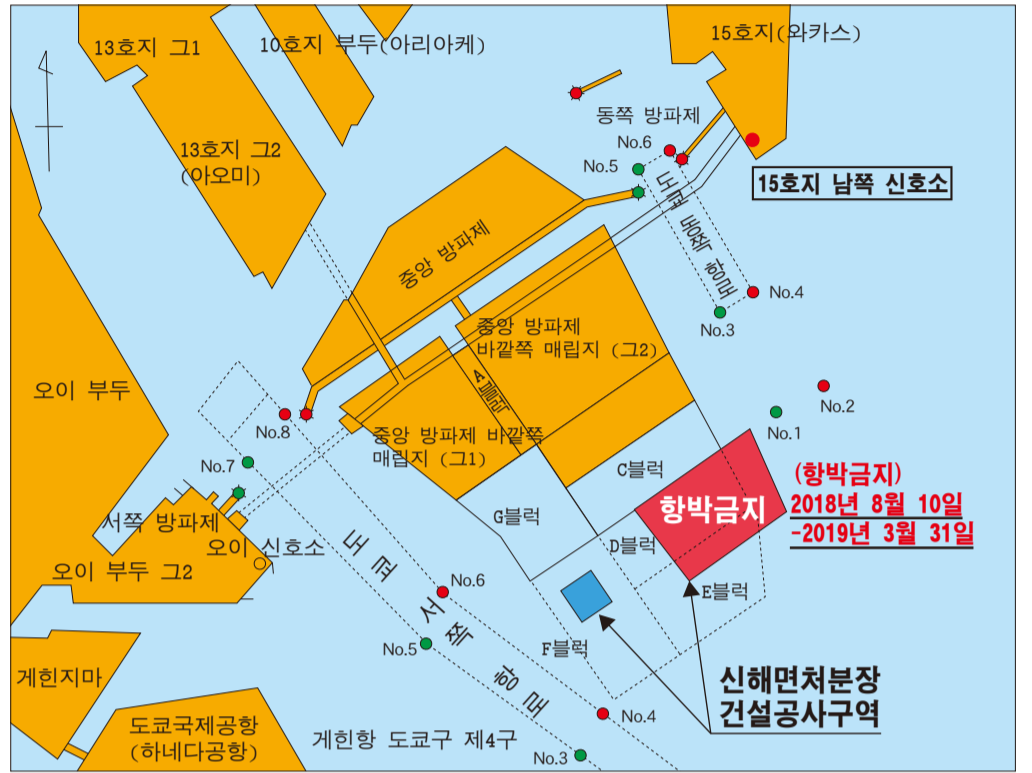 13호지 그1
10호지 부두(아리아케)
15호지(와카스)
동쪽 방파제
No.6
No.5
13호지 그2
(아오미)
15호지 남쪽 신호소
도쿄 동쪽 항로
중앙 방파제
No.4
No.3
중앙 방파제
바깥쪽 매립지 (그2)
A블럭
오이 부두
No.2
No.1
No.8
중앙 방파제 바깥쪽
매립지 (그1)
No.7
C블럭
(항박금지)
2018년 8월 10일
-2019년 3월 31일
항박금지
G블럭
서쪽 방파제
오이 신호소
D블럭
오이 부두 그2
도쿄 서쪽 항로
No.6
E블럭
No.5
F블럭
게힌지마
신해면처분장
건설공사구역
No.4
도쿄국제공항
(하네다공항)
게힌항 도쿄구 제4구
No.3